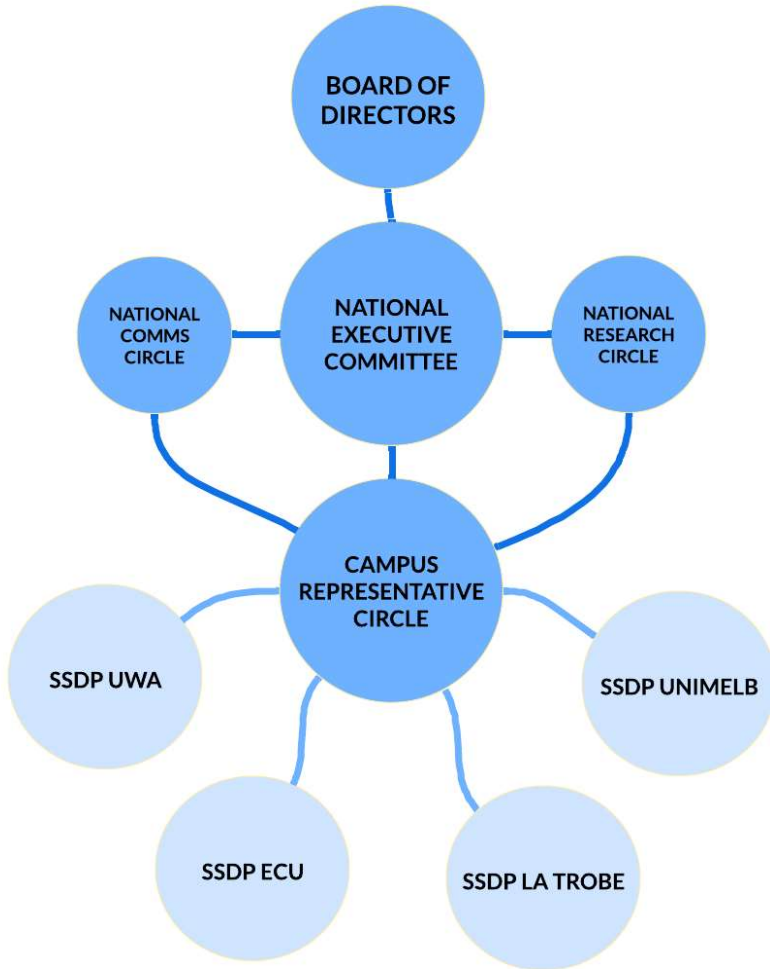 BOARD OF
DIRECTORS
NATIONAL
COMMS
CIRCLE
NATIONAL
EXECUTIVE
COMMITTEE
NATIONAL
RESEARCH
CIRCLE
CAMPUS
REPRESENTATIVE
CIRCLE
SSDP UWA
SSDP UNIMELB
SSDP ECU
SSDP LA TROBE